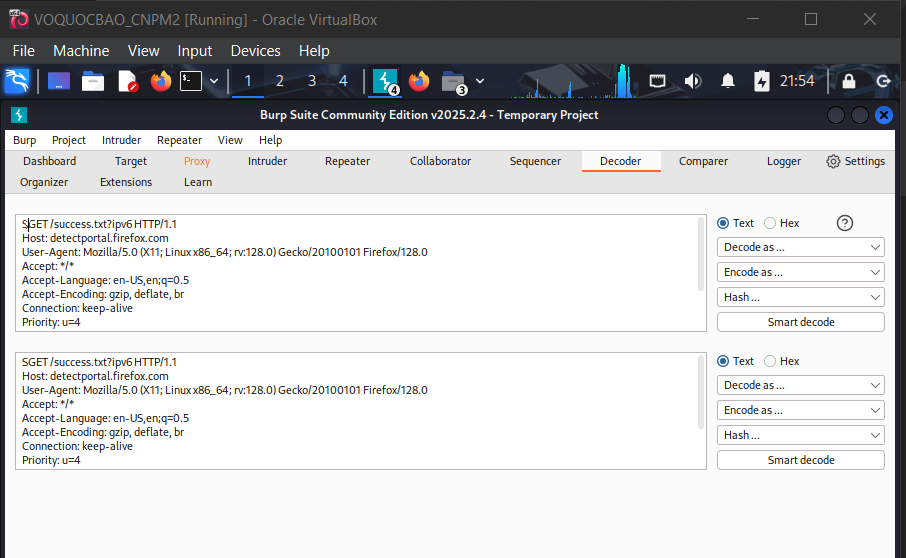 VOQUOCBAO_CNPM2 [Running] - Oracle VirtualBox
File Machine View Input Devices Help
1 2 3 4 4 3 21:54
Burp Suite Community Edition v2025.2.4 - Temporary Project
Burp Project Intruder Repeater View Help
Dashboard Target Proxy Intruder Repeater Collaborator Sequencer Decoder Comparer Logger Settings
Organizer Extensions Learn
SGET /success.txt?ipv6 HTTP/1.1
Host: detectportal.firefox.com
User-Agent: Mozilla/5.0 (X11; Linux x86_64; rv:128.0) Gecko/20100101 Firefox/128.0
Accept: */*
Accept-Language: en-US,en;q=0.5
Accept-Encoding: gzip, deflate, br
Connection: keep-alive
Priority: u=4
Text Hex ?
Decode as ...
Encode as ...
Hash ...
Smart decode
SGET /success.txt?ipv6 HTTP/1.1
Host: detectportal.firefox.com
User-Agent: Mozilla/5.0 (X11; Linux x86_64; rv:128.0) Gecko/20100101 Firefox/128.0
Accept: */*
Accept-Language: en-US,en;q=0.5
Accept-Encoding: gzip, deflate, br
Connection: keep-alive
Priority: u=4
Text Hex
Decode as ...
Encode as ...
Hash ...
Smart decode